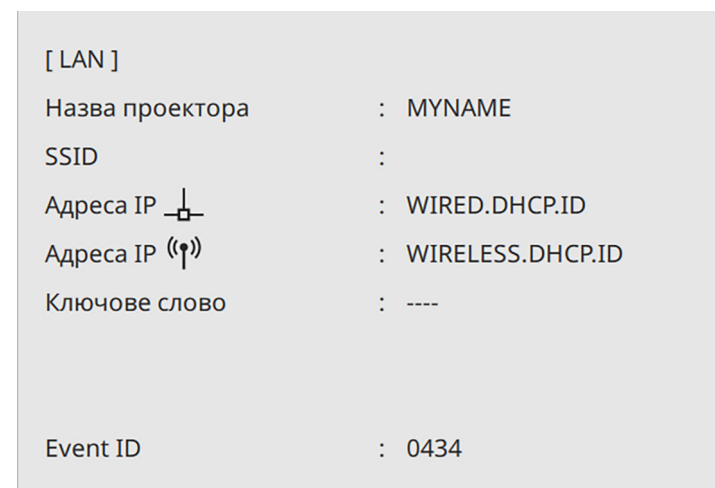 [ LAN ]
Назва проектора : MYNAME
SSID :
Адреса IP : WIRED.DHCP.ID
Адреса IP : WIRELESS.DHCP.ID
Ключове слово : ----
Event ID : 0434